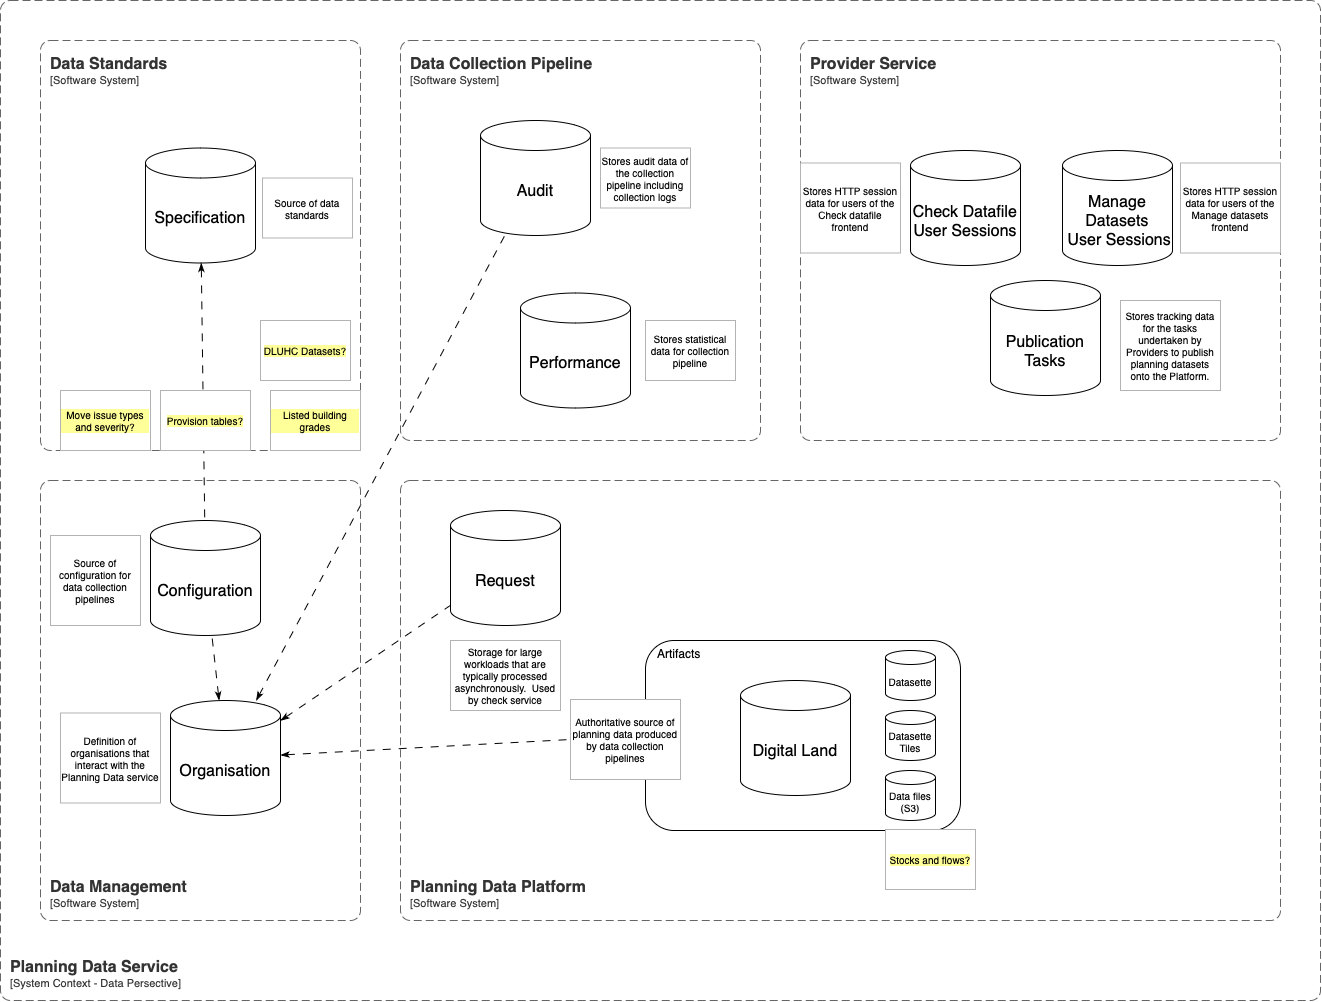 Data Standards
[Software System]
Specification
Source of data
standards
DLUHC Datasets?
Move issue types
and severity?
Provision tables?
Listed building
grades
Data Collection Pipeline
[Software System]
Audit
Stores audit data of
the collection
pipeline including
collection logs
Performance
Stores statistical
data for collection
pipeline
Provider Service
[Software System]
Stores HTTP session
data for users of the
Check datafile
frontend
Check Datafile
User Sessions
Manage
Datasets
User Sessions
Stores HTTP session
data for users of the
Manage datasets
frontend
Publication
Tasks
Stores tracking data
for the tasks
undertaken by
Providers to publish
planning datasets
onto the Platform.
Source of
configuration for
data collection
pipelines
Configuration
Definition of
organisations that
interact with the
Planning Data service
Organisation
Data Management
[Software System]
Request
Storage for large
workloads that are
typically processed
asynchronously. Used
by check service
Authoritative source of
planning data produced
by data collection
pipelines
Artifacts
Digital Land
Datasette
Datasette
Tiles
Data files
(S3)
Stocks and flows?
Planning Data Platform
[Software System]
Planning Data Service
[System Context - Data Persective]